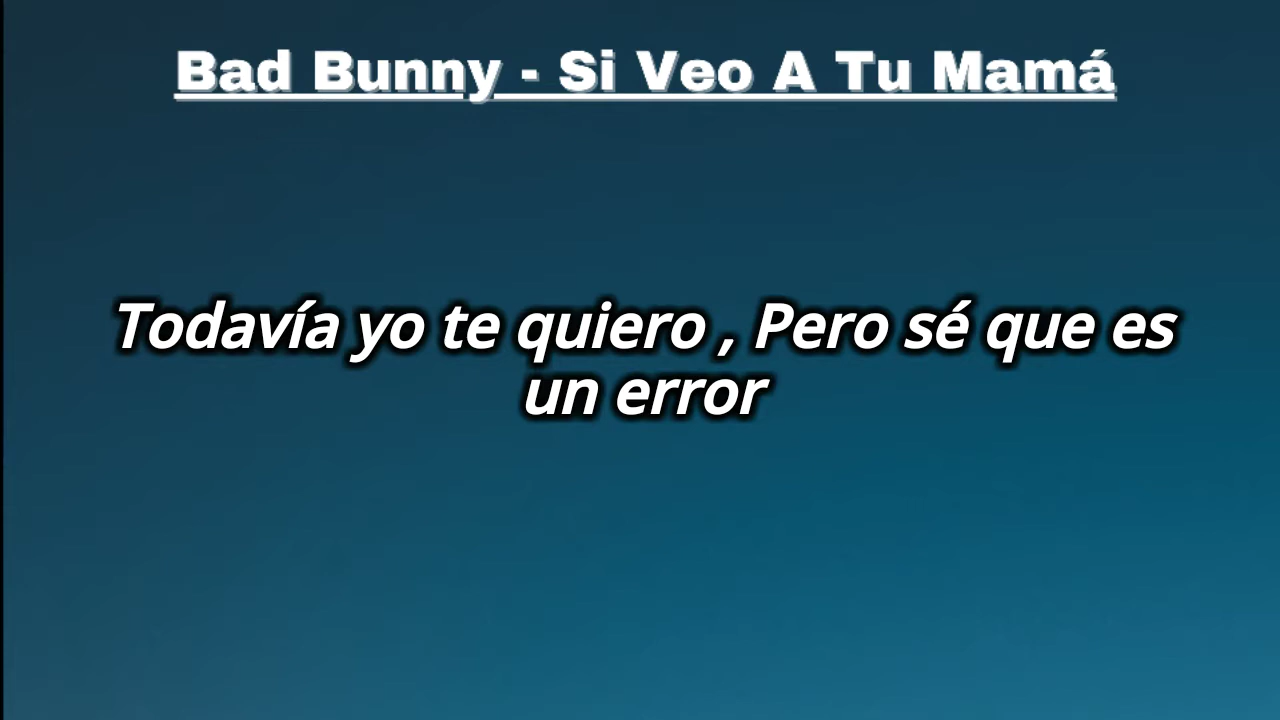 Bad Bunny - Si Veo A Tu Mamá
Todavía yo te quiero , Pero sé que es
un error